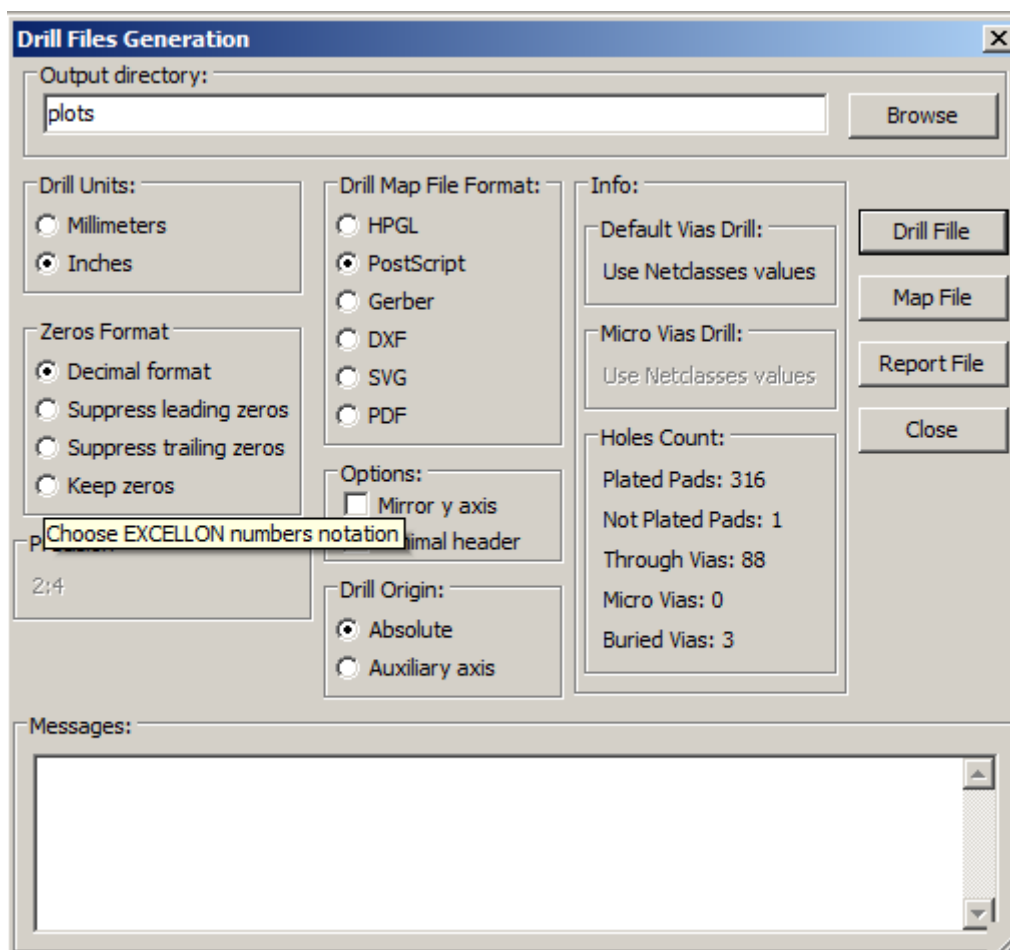 Drill Files Generation
Output directory:
plots
Browse
Drill Units:
Millimeters
Inches
Zeros Format
Decimal format
Suppress leading zeros
Suppress trailing zeros
Keep zeros
Choose EXCELLON numbers notation
2:4
Drill Map File Format:
HPGL
PostScript
Gerber
DXF
SVG
PDF
Options:
Mirror y axis
header
Drill Origin:
Absolute
Auxiliary axis
Info:
Default Vias Drill:
Use Netclasses values
Micro Vias Drill:
Use Netclasses values
Holes Count:
Plated Pads: 316
Not Plated Pads: 1
Through Vias: 88
Micro Vias: 0
Buried Vias: 3
Drill Fille
Map File
Report File
Close
Messages: